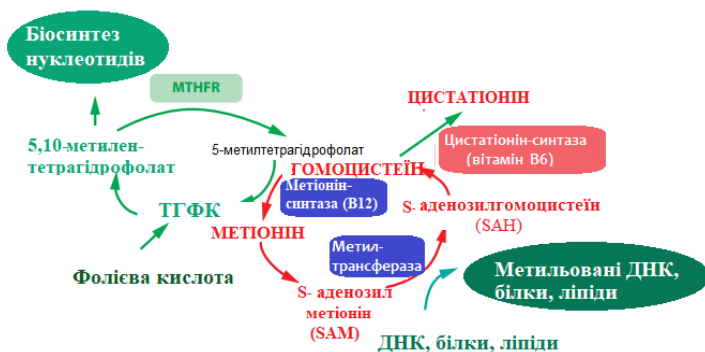 Біосинтез
нуклеотидів
MTHFR
ЦИСТАТІОНІН
5,10-метилен-
тетрагідрофолат
5-метилтетрагідрофолат
Цистатіонін-синтаза
(вітамін В6)
ГОМОЦИСТЕЇН
Метіонін-
синтаза (В12)
ТГФК
S- аденозилгомоцистеїн
(SAH)
МЕТІОНІН
Метил-
трансфераза
Фолієва кислота
Метильовані ДНК,
білки, ліпіди
S- аденозил
метіонін
(SAM)
ДНК, білки, ліпіди